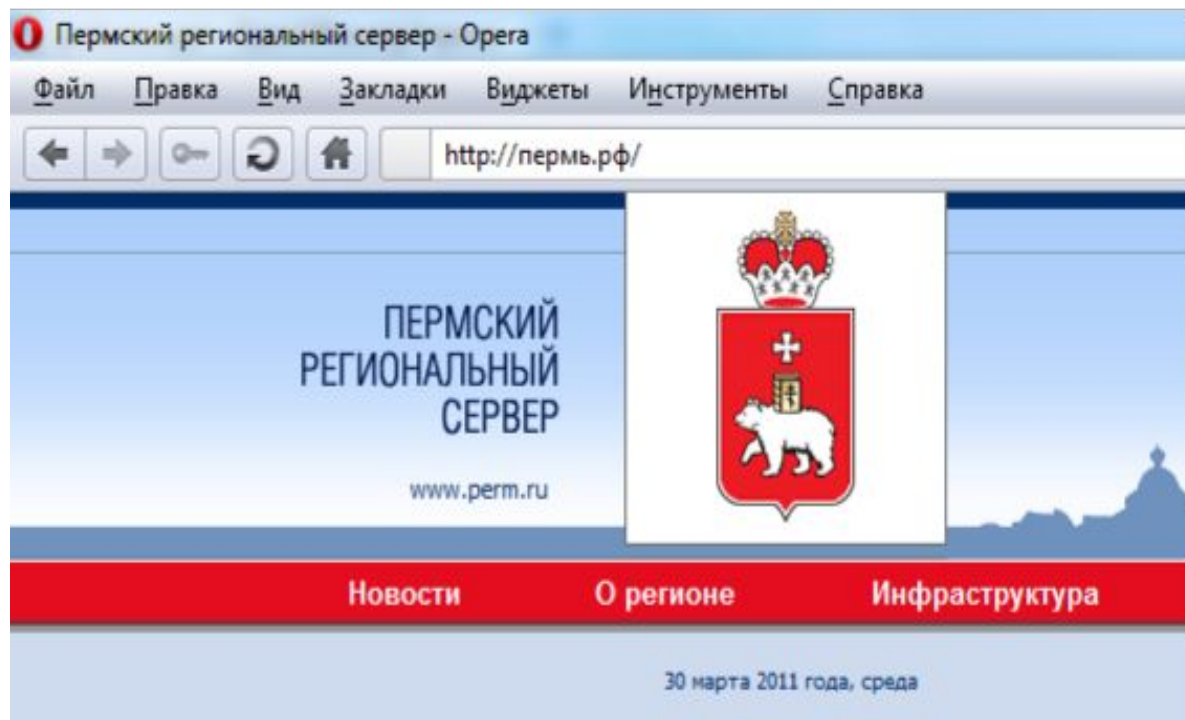 Пермский региональный сервер - Opera
Файл Правка Вид Закладки Виджеты Инструменты Справка
http://пермь.рф/
ПЕРМСКИЙ
РЕГИОНАЛЬНЫЙ
СЕРВЕР
www.perm.ru
Новости О регионе Инфраструктура
30 марта 2011 года, среда